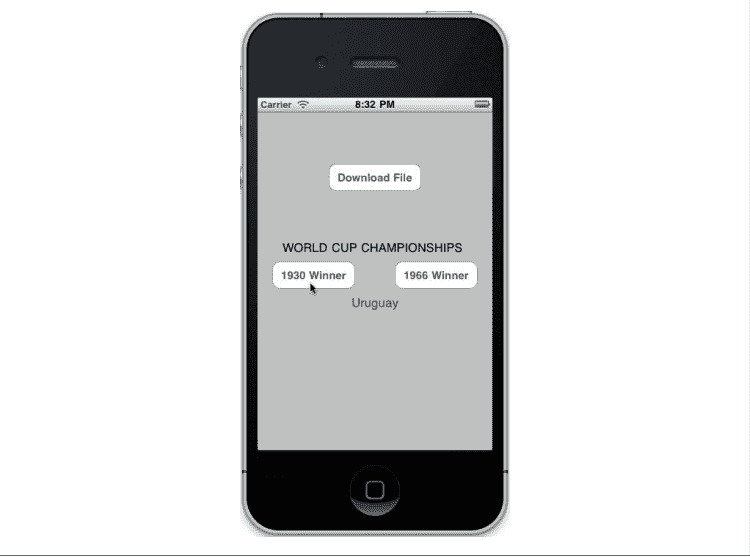 Carrier 8:32 PM
Download File
WORLD CUP CHAMPIONSHIPS
1930 Winner 1966 Winner
Uruguay